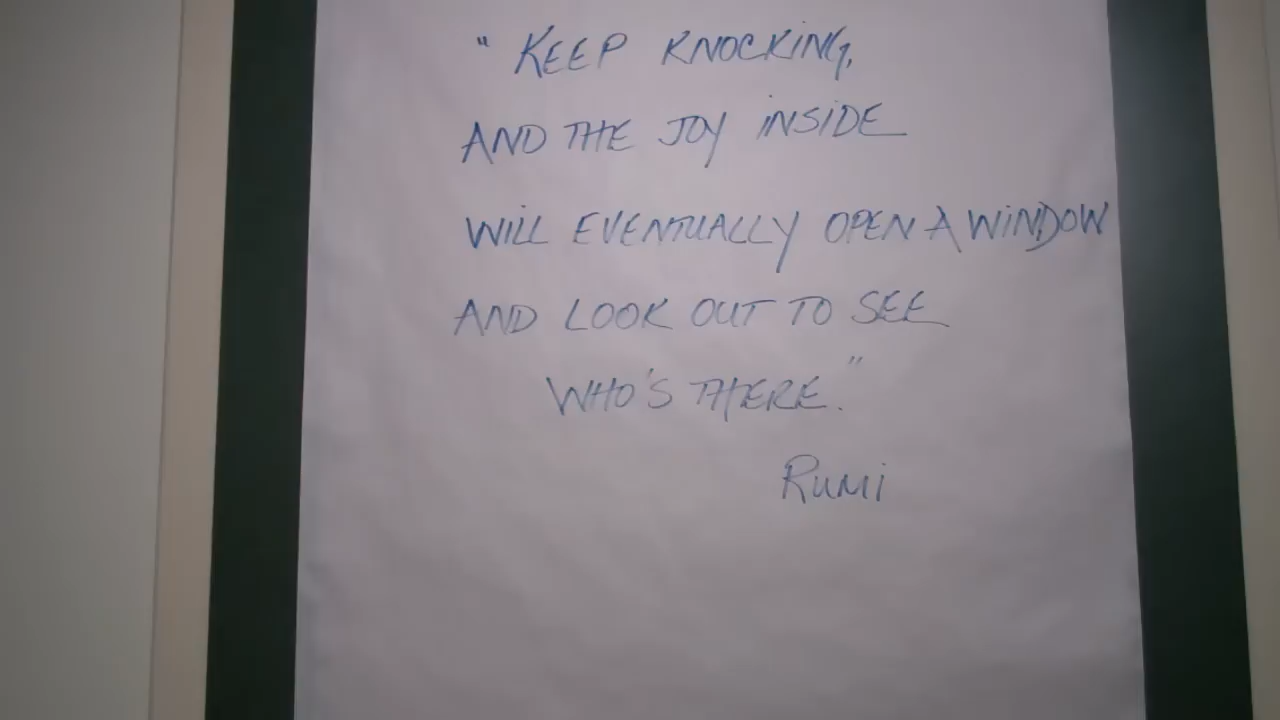 " KEEP KNOCKING,
AND THE JOY INSIDE
WILL EVENTUALLY OPEN A WINDOW
AND LOOK OUT TO SEE
WHO'S THERE."
RUMI